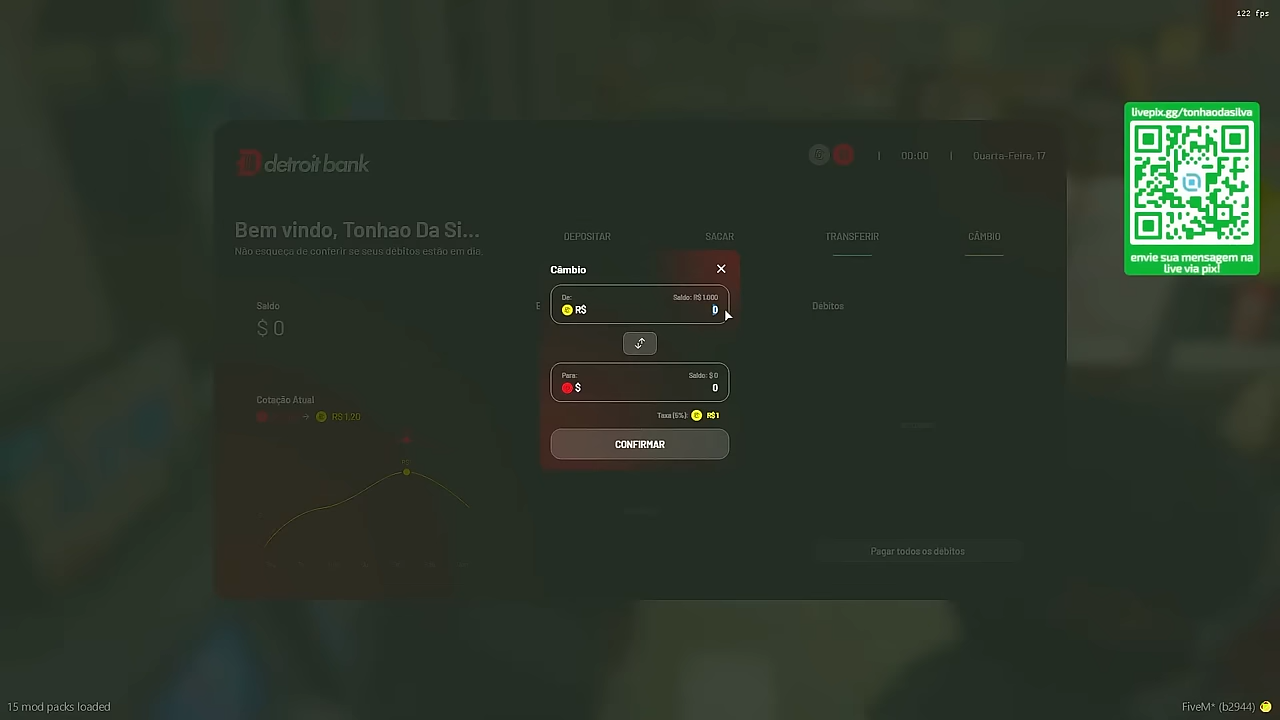 122 fps
livepix.gg/tonhaodasilva
detroit bank
00:00
Quarta-Feira, 17
Bem vindo, Tonhao Da Si...
Não esqueça de conferir se seus débitos estão em dia.
DEPOSITAR
SACAR
TRANSFERIR
CÂMBIO
envie sua mensagem na
live via pix!
Câmbio
De:
Saldo: R$ 1.000
R$
0
Saldo
$ 0
E
Débitos
Para:
Saldo: $ 0
$
0
Cotação Atual
→ R$ 1,20
Taxa (5%): R$ 1
CONFIRMAR
Pagar todos os débitos
15 mod packs loaded
FiveM* (b2944)